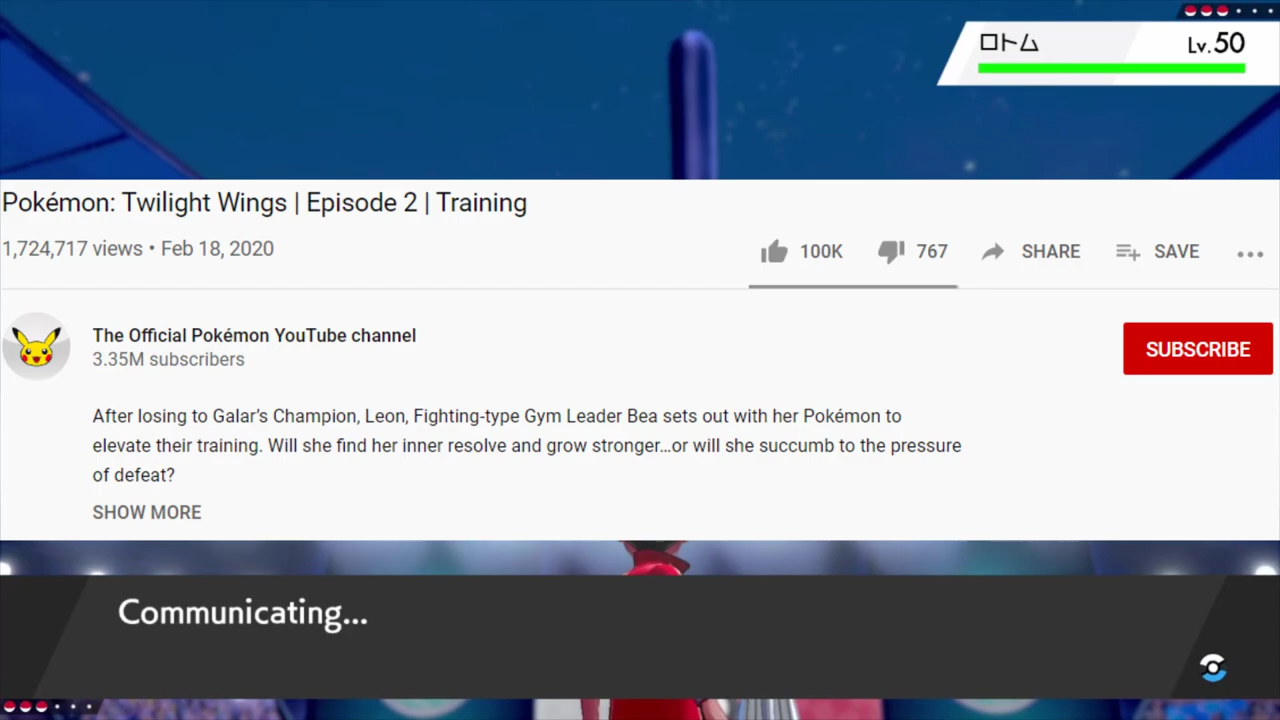 ロトム
Lv.50
Pokémon: Twilight Wings | Episode 2 | Training
1,724,717 views • Feb 18, 2020
100K
767
SHARE
SAVE
The Official Pokémon YouTube channel
3.35M subscribers
SUBSCRIBE
After losing to Galar's Champion, Leon, Fighting-type Gym Leader Bea sets out with her Pokémon to
elevate their training. Will she find her inner resolve and grow stronger…or will she succumb to the pressure
of defeat?
SHOW MORE
Communicating...